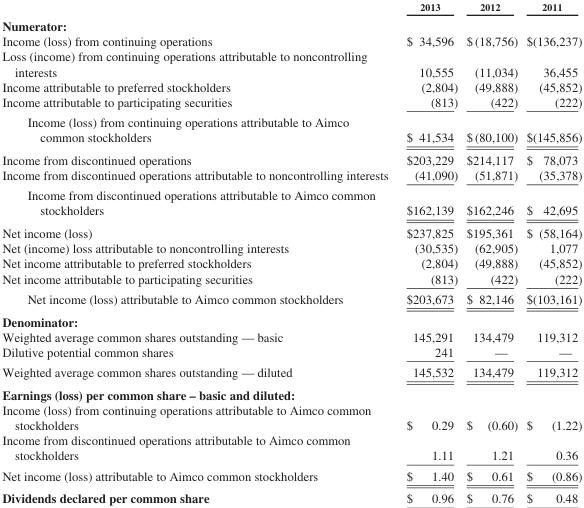 2013 2012 2011
Numerator:
Income (loss) from continuing operations $ 34,596 $ (18,756) $(136,237)
Loss (income) from continuing operations attributable to noncontrolling
interests 10,555 (11,034) 36,455
Income attributable to preferred stockholders (2,804) (49,888) (45,852)
Income attributable to participating securities (813) (422) (222)
Income (loss) from continuing operations attributable to Aimco
common stockholders $ 41,534 $ (80,100) $(145,856)
Income from discontinued operations $203,229 $214,117 $ 78,073
Income from discontinued operations attributable to noncontrolling interests (41,090) (51,871) (35,378)
Income from discontinued operations attributable to Aimco common
stockholders $162,139 $162,246 $ 42,695
Net income (loss) $237,825 $195,361 $ (58,164)
Net (income) loss attributable to noncontrolling interests (30,535) (62,905) 1,077
Net income attributable to preferred stockholders (2,804) (49,888) (45,852)
Net income attributable to participating securities (813) (422) (222)
Net income (loss) attributable to Aimco common stockholders $203,673 $ 82,146 $(103,161)
Denominator:
Weighted average common shares outstanding — basic 145,291 134,479 119,312
Dilutive potential common shares 241 — —
Weighted average common shares outstanding — diluted 145,532 134,479 119,312
Earnings (loss) per common share – basic and diluted:
Income (loss) from continuing operations attributable to Aimco common
stockholders $ 0.29 $ (0.60) $ (1.22)
Income from discontinued operations attributable to Aimco common
stockholders 1.11 1.21 0.36
Net income (loss) attributable to Aimco common stockholders $ 1.40 $ 0.61 $ (0.86)
Dividends declared per common share $ 0.96 $ 0.76 $ 0.48